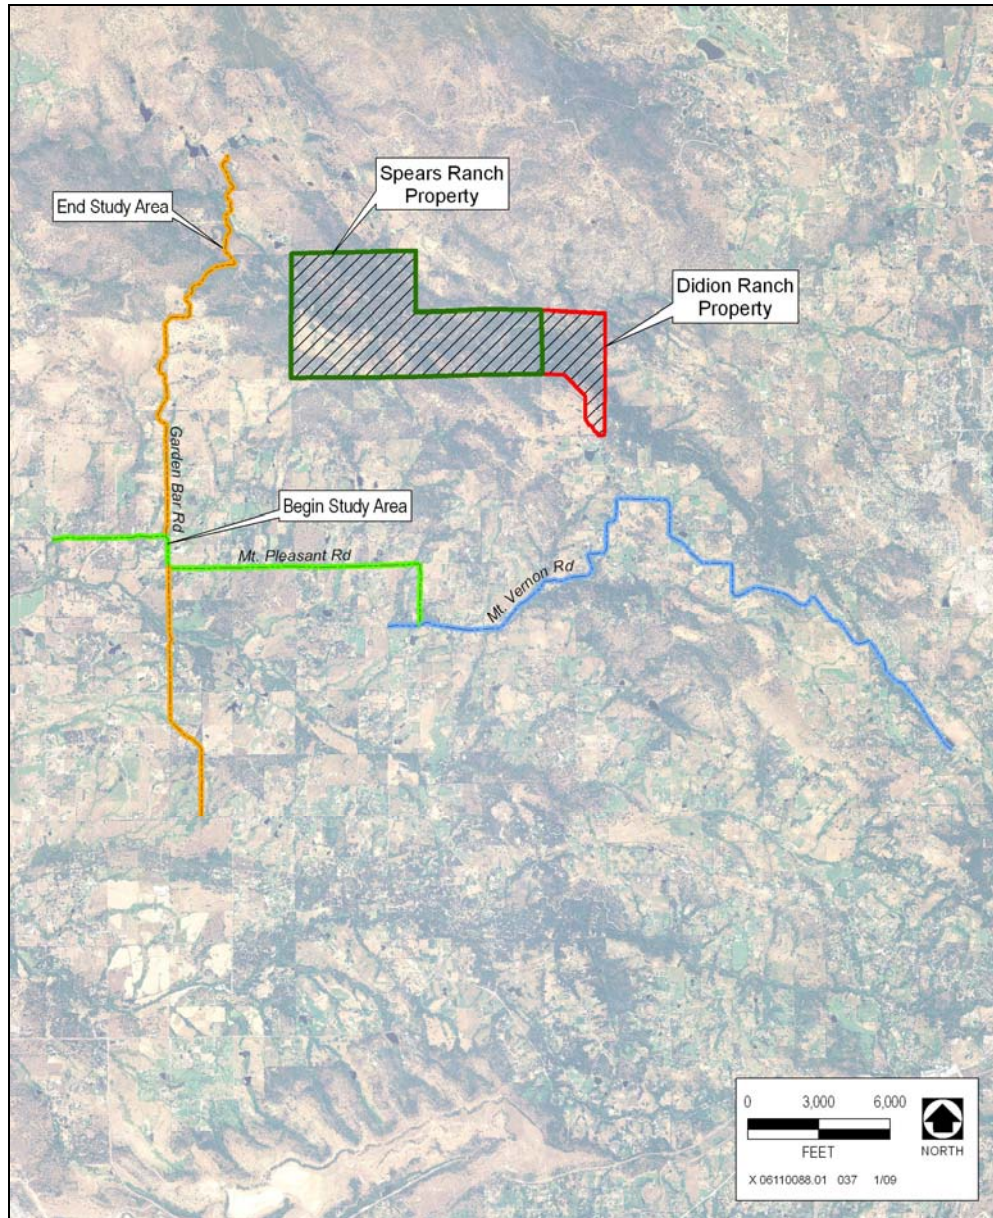 Spears Ranch
Property
End Study Area
Didion Ranch
Property
Garden Bar Rd
Begin Study Area
Mt. Pleasant Rd
Mt. Vernon Rd
0 3,000 6,000
FEET
NORTH
X 06110088.01 037 1/09